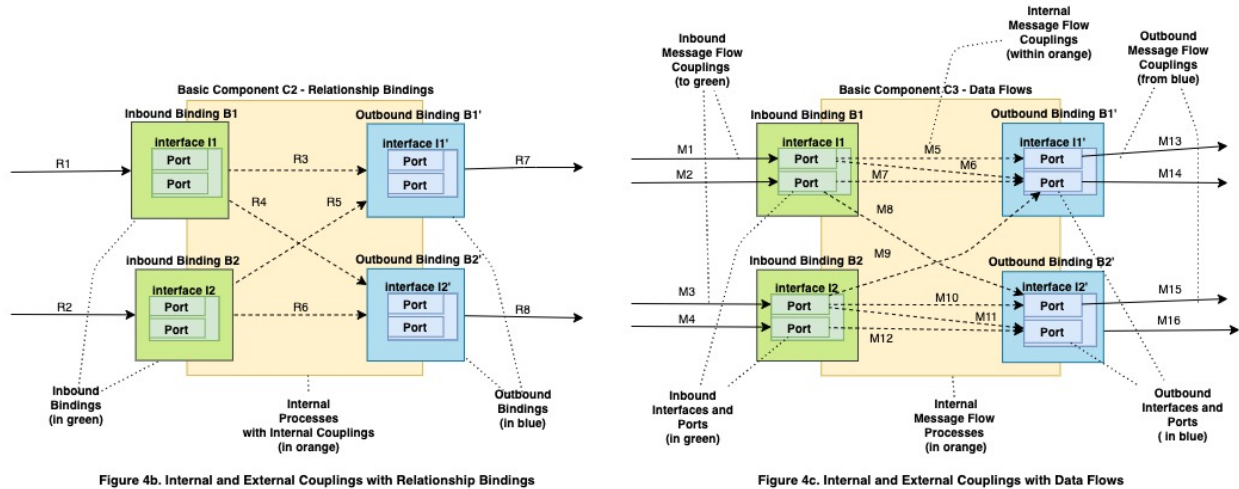 Basic Component C2 - Relationship Bindings
Inbound Binding B1
Outbound Binding B1'
interface I1
Port
Port
interface I1'
Port
Port
R1
R3
R7
R4
R5
inbound Binding B2
Outbound Binding B2'
interface I2
Port
Port
interface I2'
Port
Port
R2
R6
R8
Inbound
Bindings
(in green)
Internal
Processes
with Internal Couplings
(in orange)
Outbound
Bindings
(in blue)
Figure 4b. Internal and External Couplings with Relationship Bindings
Inbound
Message Flow
Couplings
(to green)
Internal
Message Flow
Couplings
(within orange)
Outbound
Message Flow
Couplings
(from blue)
Basic Component C3 - Data Flows
Inbound Binding B1
Outbound Binding B1'
interface I1
Port
Port
interface I1'
Port
Port
M1
M2
M5
M6
M7
M13
M14
M8
M9
Inbound Binding B2
Outbound Binding B2'
interface I2
Port
Port
interface I2'
Port
Port
M3
M4
M10
M11
M12
M15
M16
Inbound
Interfaces and
Ports
(in green)
Internal
Message Flow
Processes
(in orange)
Outbound
Interfaces and
Ports
( in blue)
Figure 4c. Internal and External Couplings with Data Flows